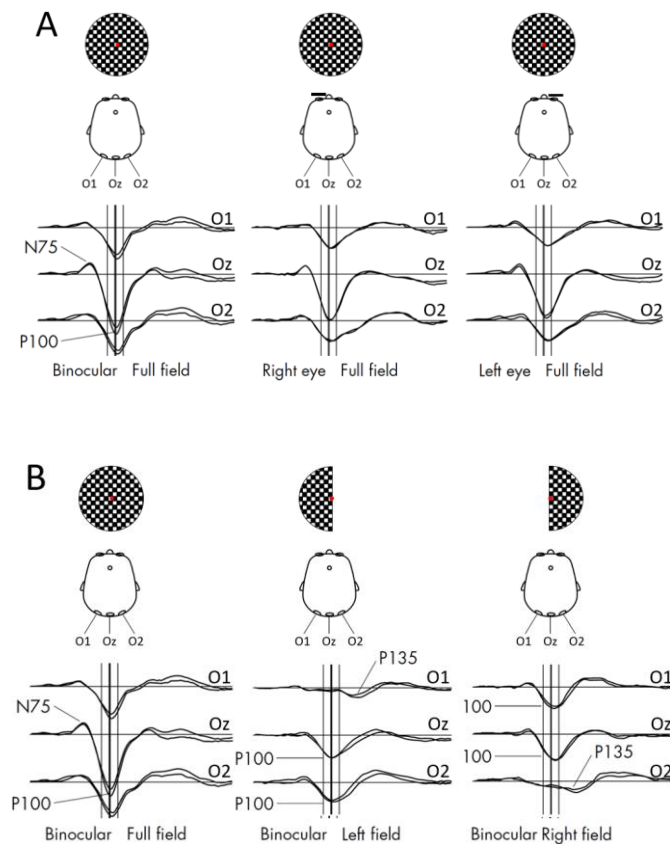 A
O1 Oz O2
O1 Oz O2
O1 Oz O2
O1
O1
O1
N75
Oz
Oz
Oz
O2
O2
O2
P100
Binocular Full field
Right eye Full field
Left eye Full field
B
O1 Oz O2
O1 Oz O2
O1 Oz O2
P135
O1
O1
O1
N75
100
Oz
Oz
Oz
100
P135
P100
O2
O2
O2
P100
P100
Binocular Full field
Binocular Left field
Binocular Right field